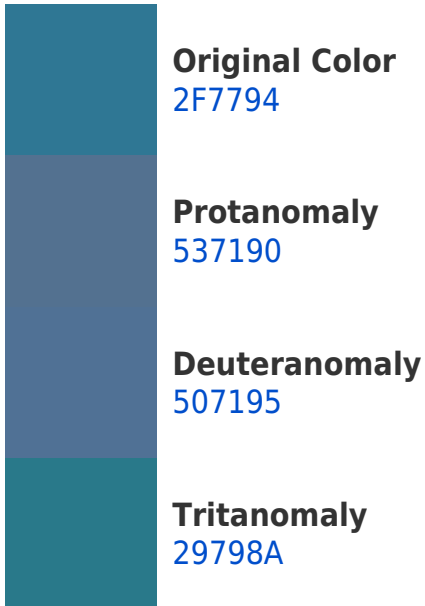 Original Color
2F7794
Protanomaly
537190
Deuteranomaly
507195
Tritanomaly
29798A